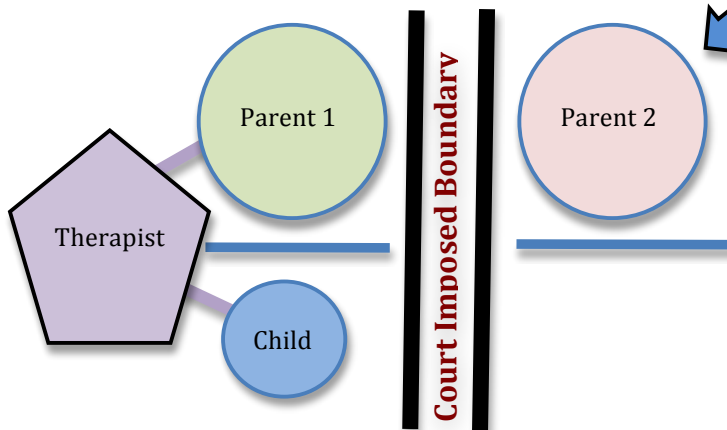 Parent 1
Parent 2
Therapist
Child
Court Imposed Boundary